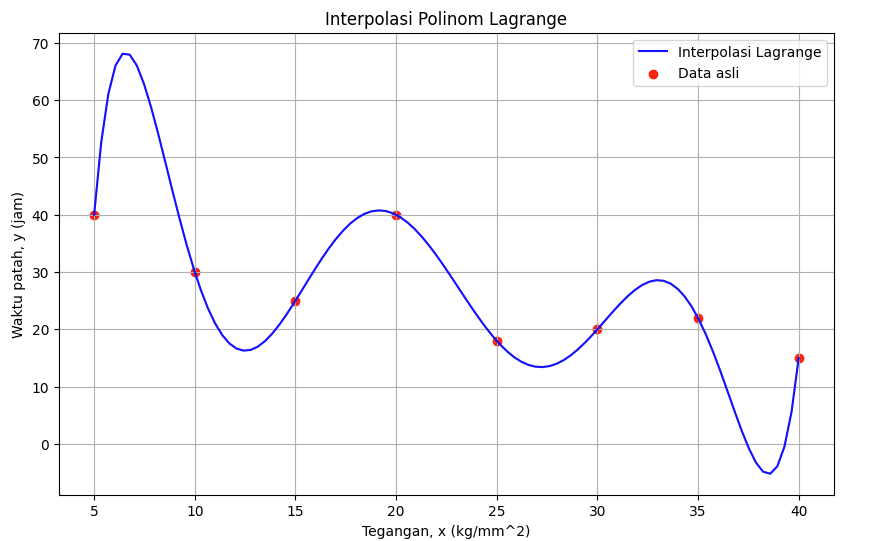 Interpolasi Polinom Lagrange
Interpolasi Lagrange
Data asli
Waktu patah, y (jam)
70
60
50
40
30
20
10
0
5 10 15 20 25 30 35 40
Tegangan, x (kg/mm^2)